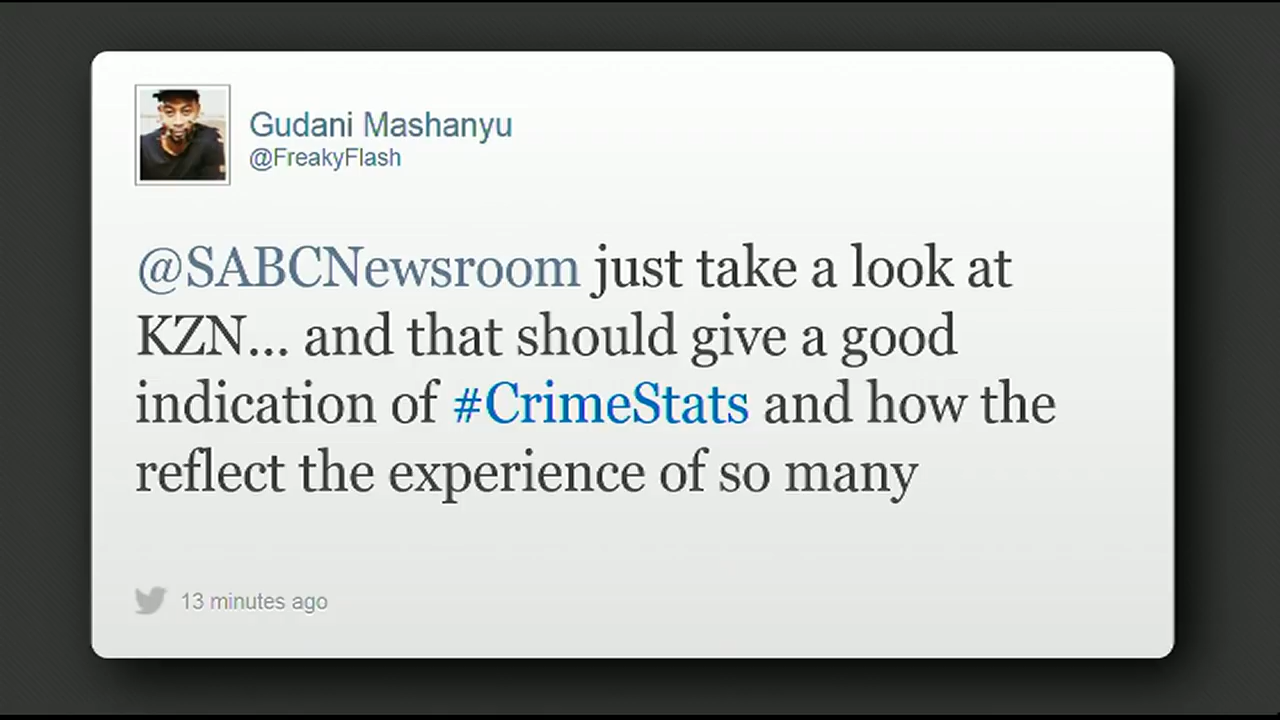 Gudani Mashanyu
@FreakyFlash
@SABCNewsroom just take a look at
KZN... and that should give a good
indication of #CrimeStats and how the
reflect the experience of so many
13 minutes ago